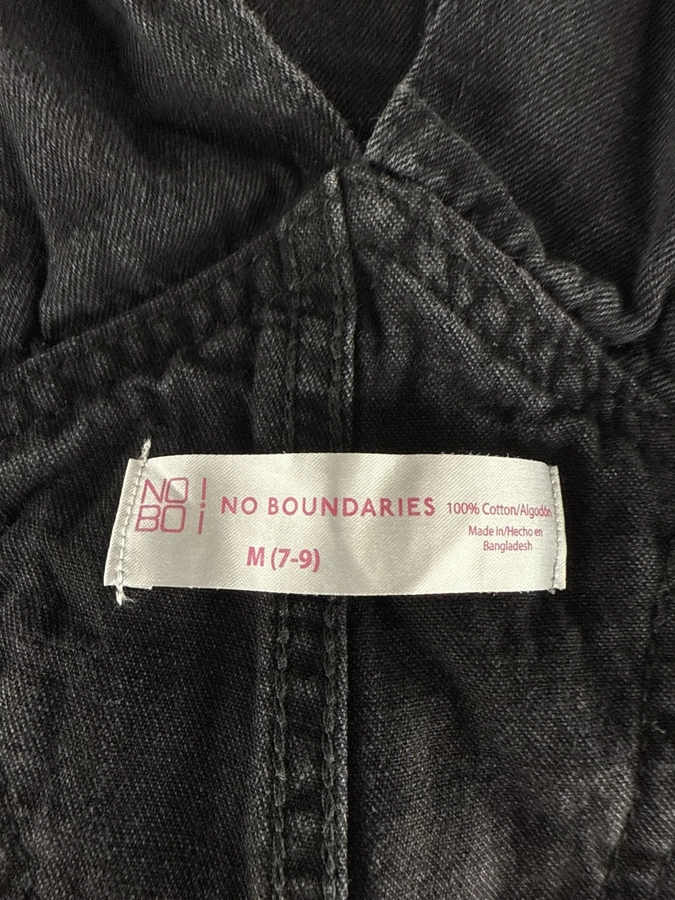 NO
BO
NO BOUNDARIES
M (7-9)
100% Cotton/Algodón
Made in/Hecho en
Bangladesh